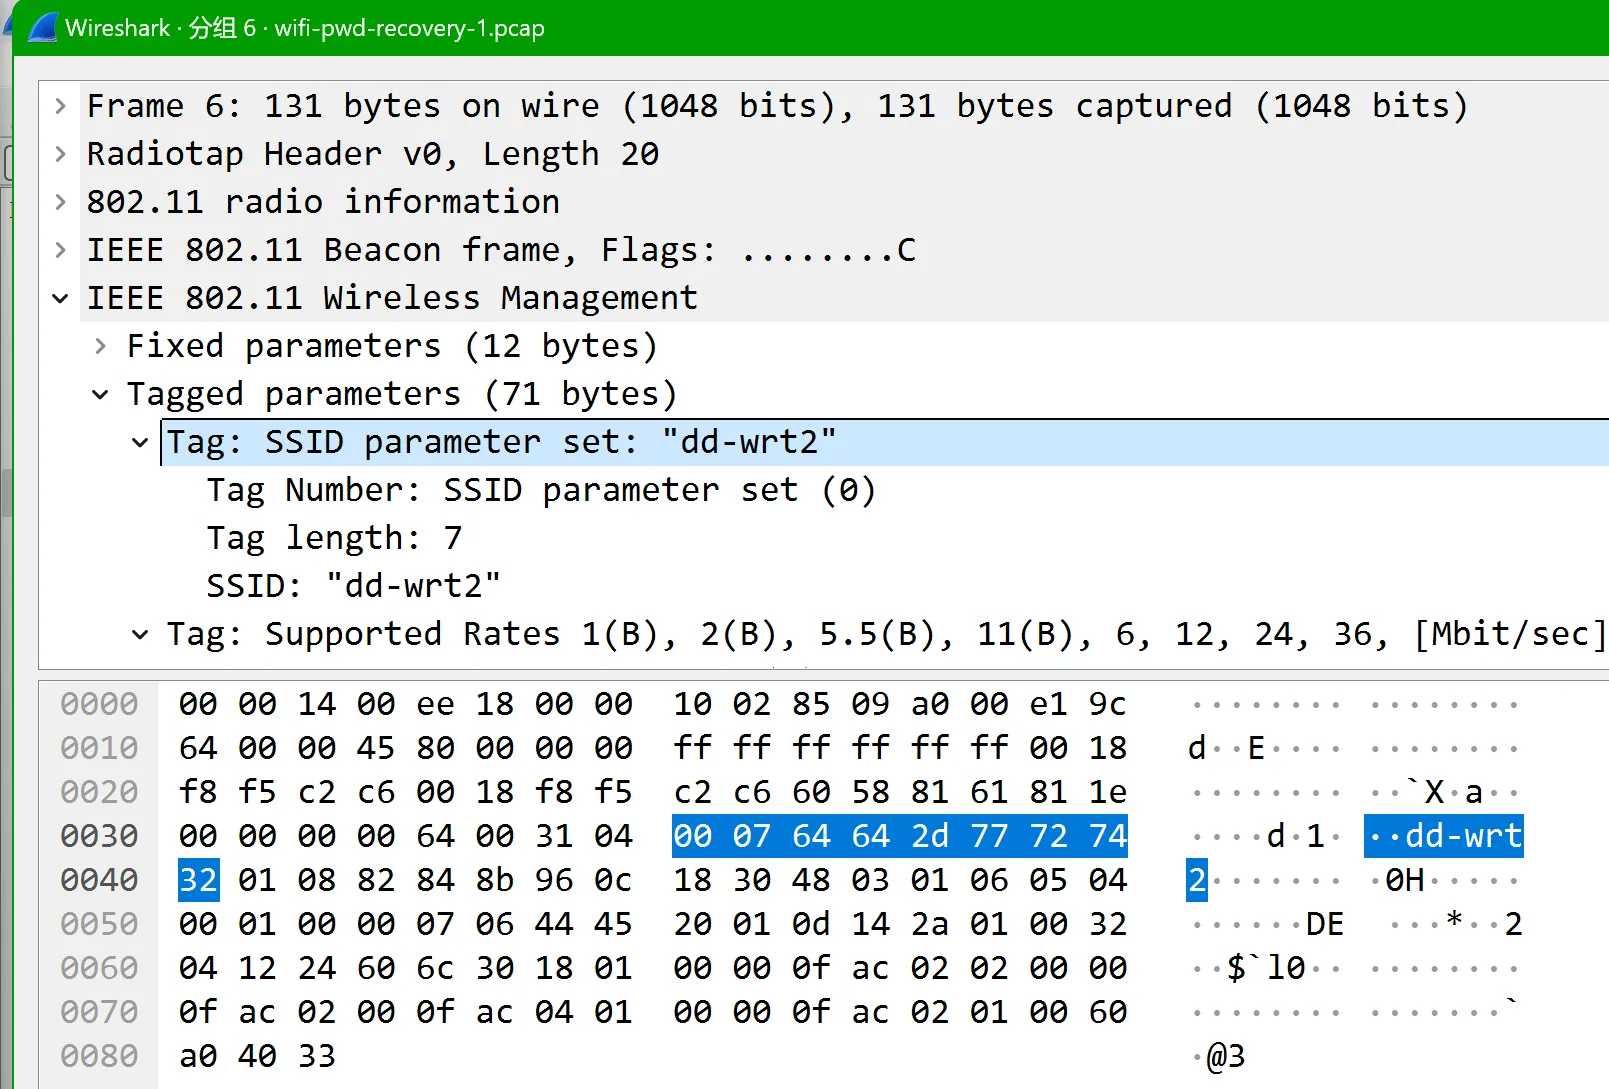 Wireshark · 分组 6 · wifi-pwd-recovery-1.pcap
Frame 6: 131 bytes on wire (1048 bits), 131 bytes captured (1048 bits)
Radiotap Header v0, Length 20
802.11 radio information
IEEE 802.11 Beacon frame, Flags: ........C
IEEE 802.11 Wireless Management
Fixed parameters (12 bytes)
Tagged parameters (71 bytes)
Tag: SSID parameter set: "dd-wrt2"
Tag Number: SSID parameter set (0)
Tag length: 7
SSID: "dd-wrt2"
Tag: Supported Rates 1(B), 2(B), 5.5(B), 11(B), 6, 12, 24, 36, [Mbit/sec]
0000 00 00 14 00 ee 18 00 00 10 02 85 09 a0 00 e1 9c ········ ········
0010 64 00 00 45 80 00 00 00 ff ff ff ff ff ff 00 18 d··E···· ········
0020 f8 f5 c2 c6 00 18 f8 f5 c2 c6 60 58 81 61 81 1e ········ ··`X·a··
0030 00 00 00 00 64 00 31 04 00 07 64 64 2d 77 72 74 ····d·1· ··dd-wrt
0040 32 01 08 82 84 8b 96 0c 18 30 48 03 01 06 05 04 2······· ·0H·····
0050 00 01 00 00 07 06 44 45 20 01 0d 14 2a 01 00 32 ······DE ···*··2
0060 04 12 24 60 6c 30 18 01 00 00 0f ac 02 02 00 00 ··$`l0·· ········
0070 0f ac 02 00 0f ac 04 01 00 00 0f ac 02 01 00 60 ········ ·······`
0080 a0 40 33 ·@3